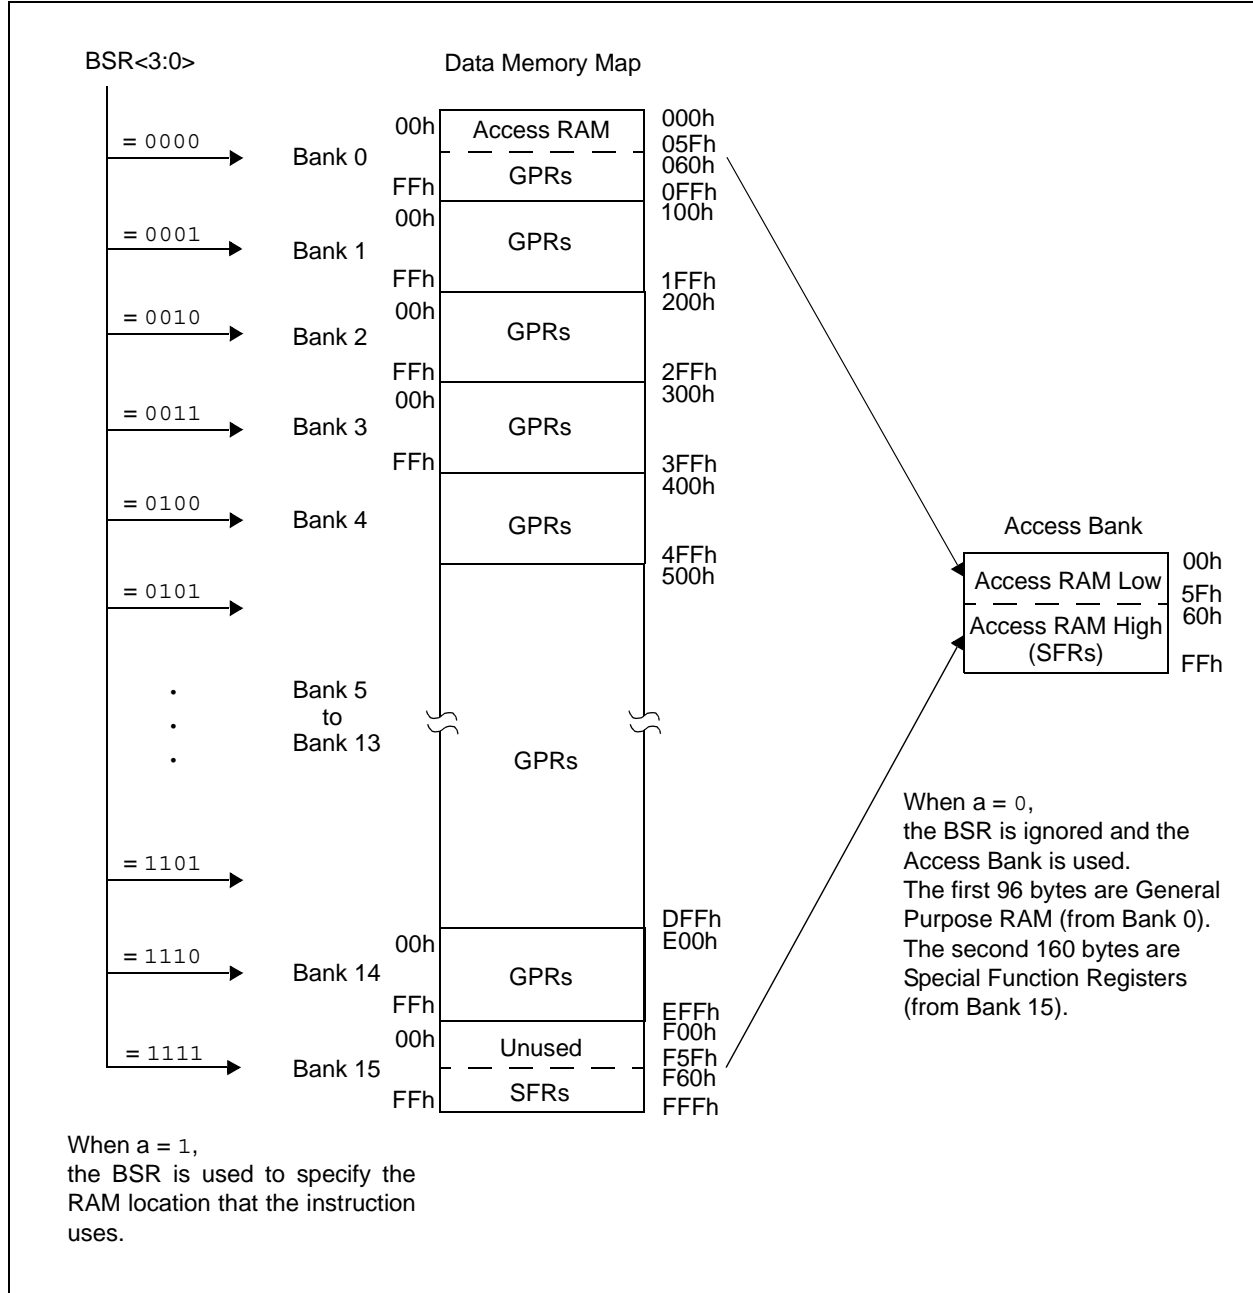 BSR<3:0>
Data Memory Map
= 0000
Bank 0
00h
Access RAM
000h
05Fh
060h
FFh
GPRs
0FFh
= 0001
Bank 1
00h
GPRs
100h
FFh
1FFh
= 0010
Bank 2
00h
GPRs
200h
FFh
2FFh
= 0011
Bank 3
00h
GPRs
300h
FFh
3FFh
= 0100
Bank 4
GPRs
400h
4FFh
= 0101
500h
.
.
.
Bank 5
to
Bank 13
GPRs
= 1101
DFFh
= 1110
Bank 14
00h
GPRs
E00h
FFh
EFFh
= 1111
Bank 15
00h
Unused
F00h
F5Fh
F60h
FFh
SFRs
FFFh
Access Bank
Access RAM Low
00h
5Fh
60h
Access RAM High
(SFRs)
FFh
When a = 0,
the BSR is ignored and the
Access Bank is used.
The first 96 bytes are General
Purpose RAM (from Bank 0).
The second 160 bytes are
Special Function Registers
(from Bank 15).
When a = 1,
the BSR is used to specify the
RAM location that the instruction
uses.